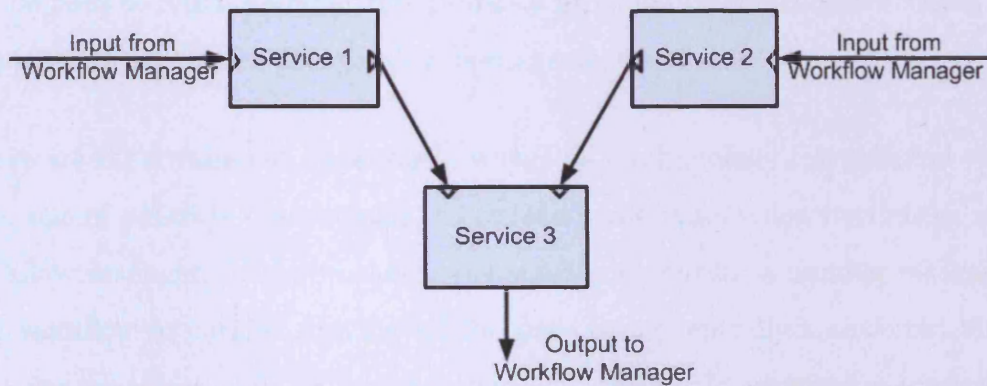 Input from
Workflow Manager
Service 1
Service 2
Input from
Workflow Manager
Service 3
Output to
Workflow Manager